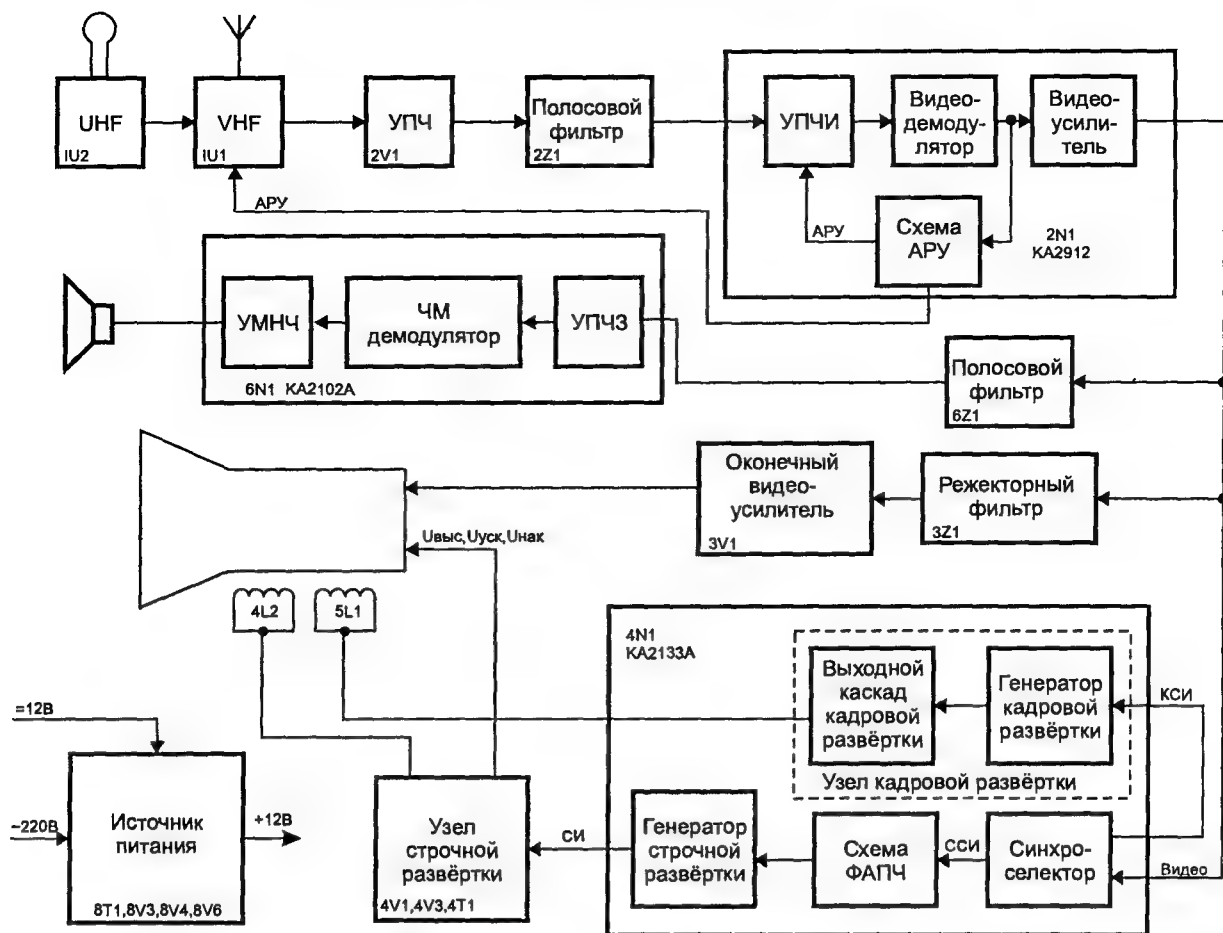 UHF
IU2
VHF
IU1
УПЧ
2V1
Полосовой
фильтр
2Z1
УПЧИ
Видео-
демоду-
лятор
Видео-
усили-
тель
АРУ
АРУ
Схема
АРУ
2N1
KA2912
УМНЧ
ЧМ
демодулятор
УПЧЗ
6N1 KA2102A
Полосовой
фильтр
6Z1
Оконечный
видео-
усилитель
3V1
Режекторный
фильтр
3Z1
Uвыс,Uуск,Uнак
4L2
5L1
4N1
KA2133A
Выходной
каскад
кадровой
развёртки
Генератор
кадровой
развёртки
КСИ
Узел кадровой развёртки
=12В
~220В
Источник
питания
+12В
8T1,8V3,8V4,8V6
Узел
строчной
развёртки
4V1,4V3,4T1
СИ
Генератор
строчной
развёртки
Схема
ФАПЧ
ССИ
Синхро-
селектор
Видео